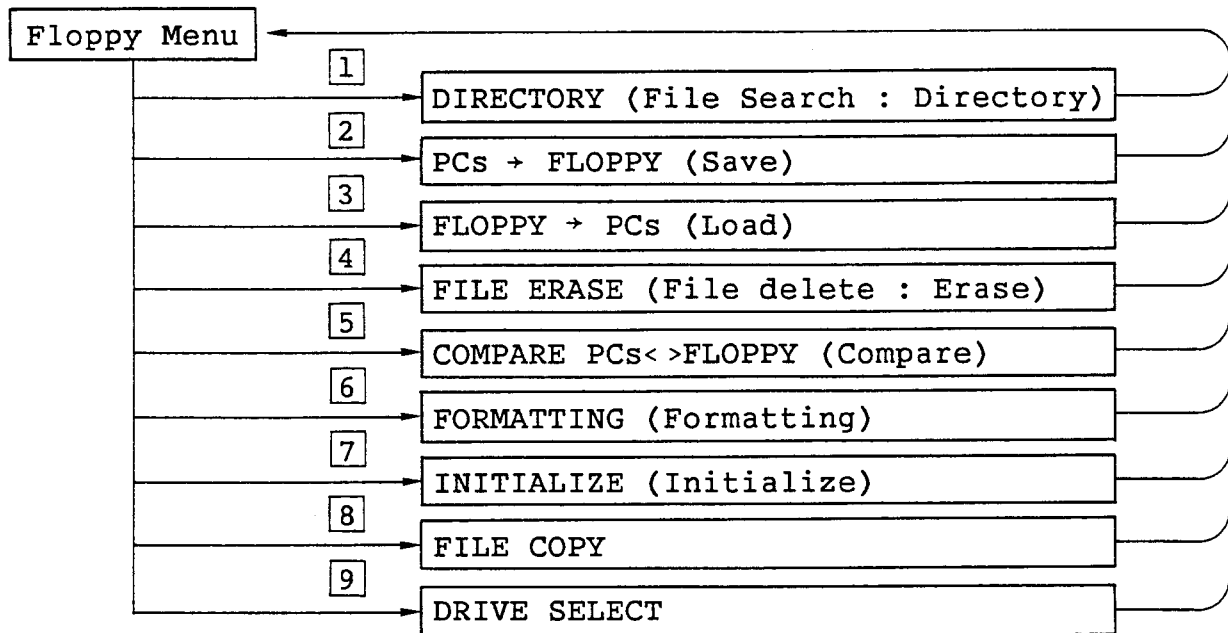 Floppy Menu
1
DIRECTORY (File Search : Directory)
2
PCs → FLOPPY (Save)
3
FLOPPY → PCs (Load)
4
FILE ERASE (File delete : Erase)
5
COMPARE PCs<>FLOPPY (Compare)
6
FORMATTING (Formatting)
7
INITIALIZE (Initialize)
8
FILE COPY
9
DRIVE SELECT